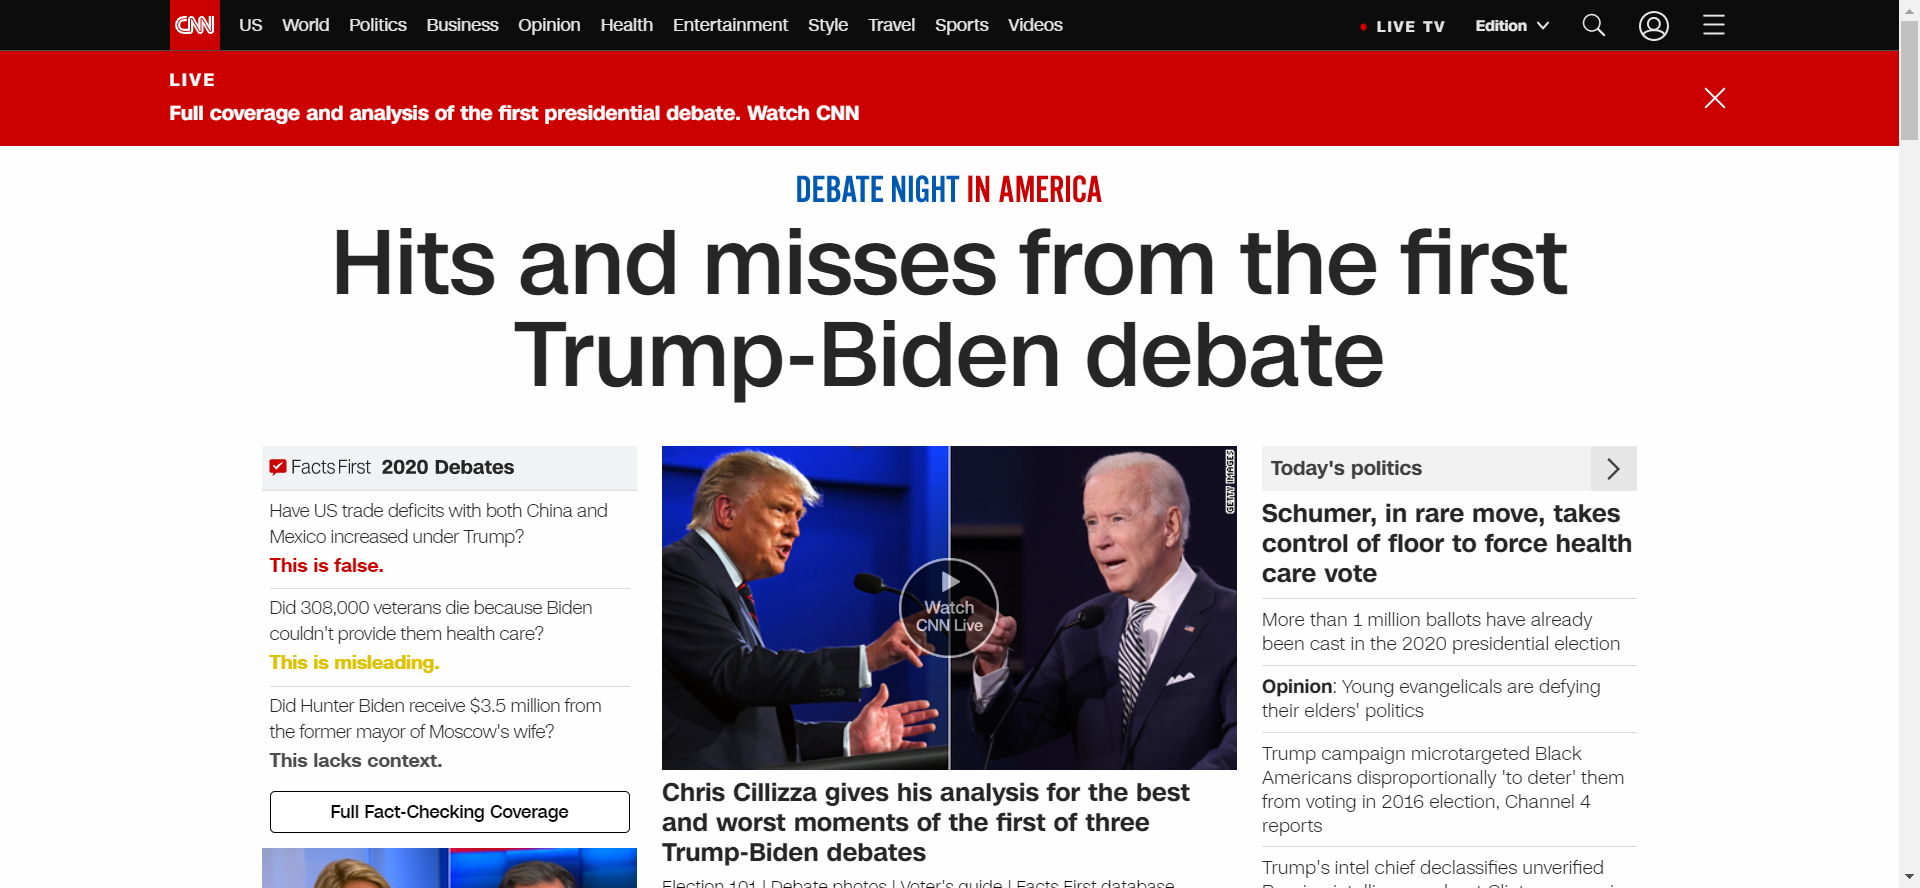 CNN
US World Politics Business Opinion Health Entertainment Style Travel Sports Videos
LIVE TV Edition
LIVE
Full coverage and analysis of the first presidential debate. Watch CNN
DEBATE NIGHT IN AMERICA
Hits and misses from the first
Trump-Biden debate
Facts First 2020 Debates
Have US trade deficits with both China and
Mexico increased under Trump?
This is false.
Did 308,000 veterans die because Biden
couldn't provide them health care?
This is misleading.
Did Hunter Biden receive $3.5 million from
the former mayor of Moscow's wife?
This lacks context.
Full Fact-Checking Coverage
GETTY IMAGES
Watch
CNN Live
Chris Cillizza gives his analysis for the best
and worst moments of the first of three
Trump-Biden debates
Election 101 | Debate photos | Voter's guide | Facts First database
Today's politics
Schumer, in rare move, takes
control of floor to force health
care vote
More than 1 million ballots have already
been cast in the 2020 presidential election
Opinion: Young evangelicals are defying
their elders' politics
Trump campaign microtargeted Black
Americans disproportionally 'to deter' them
from voting in 2016 election, Channel 4
reports
Trump's intel chief declassifies unverified